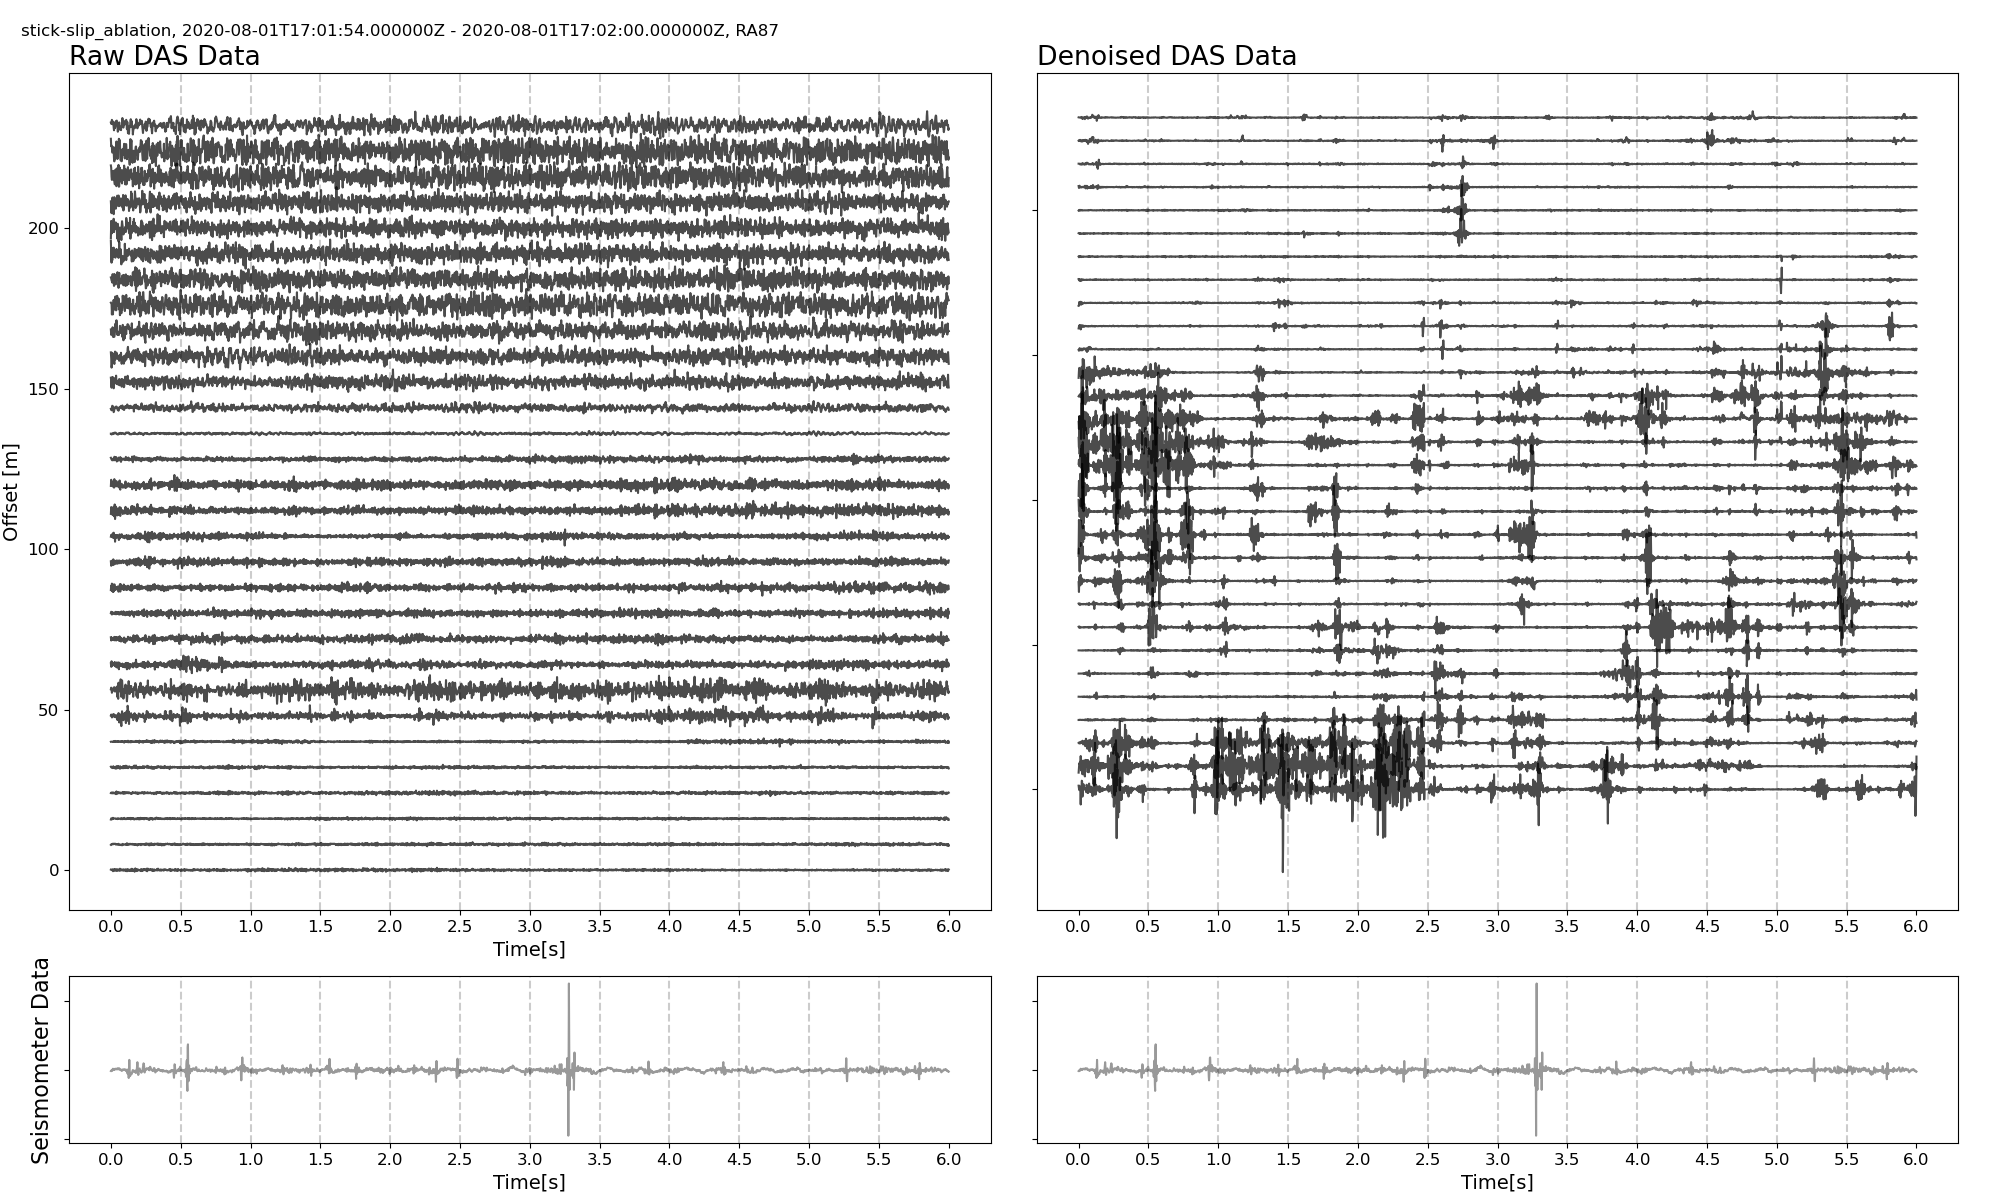 stick-slip_ablation, 2020-08-01T17:01:54.000000Z - 2020-08-01T17:02:00.000000Z, RA87
Raw DAS Data
Denoised DAS Data
Offset [m]
200
150
100
50
0
0.0 0.5 1.0 1.5 2.0 2.5 3.0 3.5 4.0 4.5 5.0 5.5 6.0
Time[s]
0.0 0.5 1.0 1.5 2.0 2.5 3.0 3.5 4.0 4.5 5.0 5.5 6.0
Seismometer Data
0.0 0.5 1.0 1.5 2.0 2.5 3.0 3.5 4.0 4.5 5.0 5.5 6.0
Time[s]
0.0 0.5 1.0 1.5 2.0 2.5 3.0 3.5 4.0 4.5 5.0 5.5 6.0
Time[s]